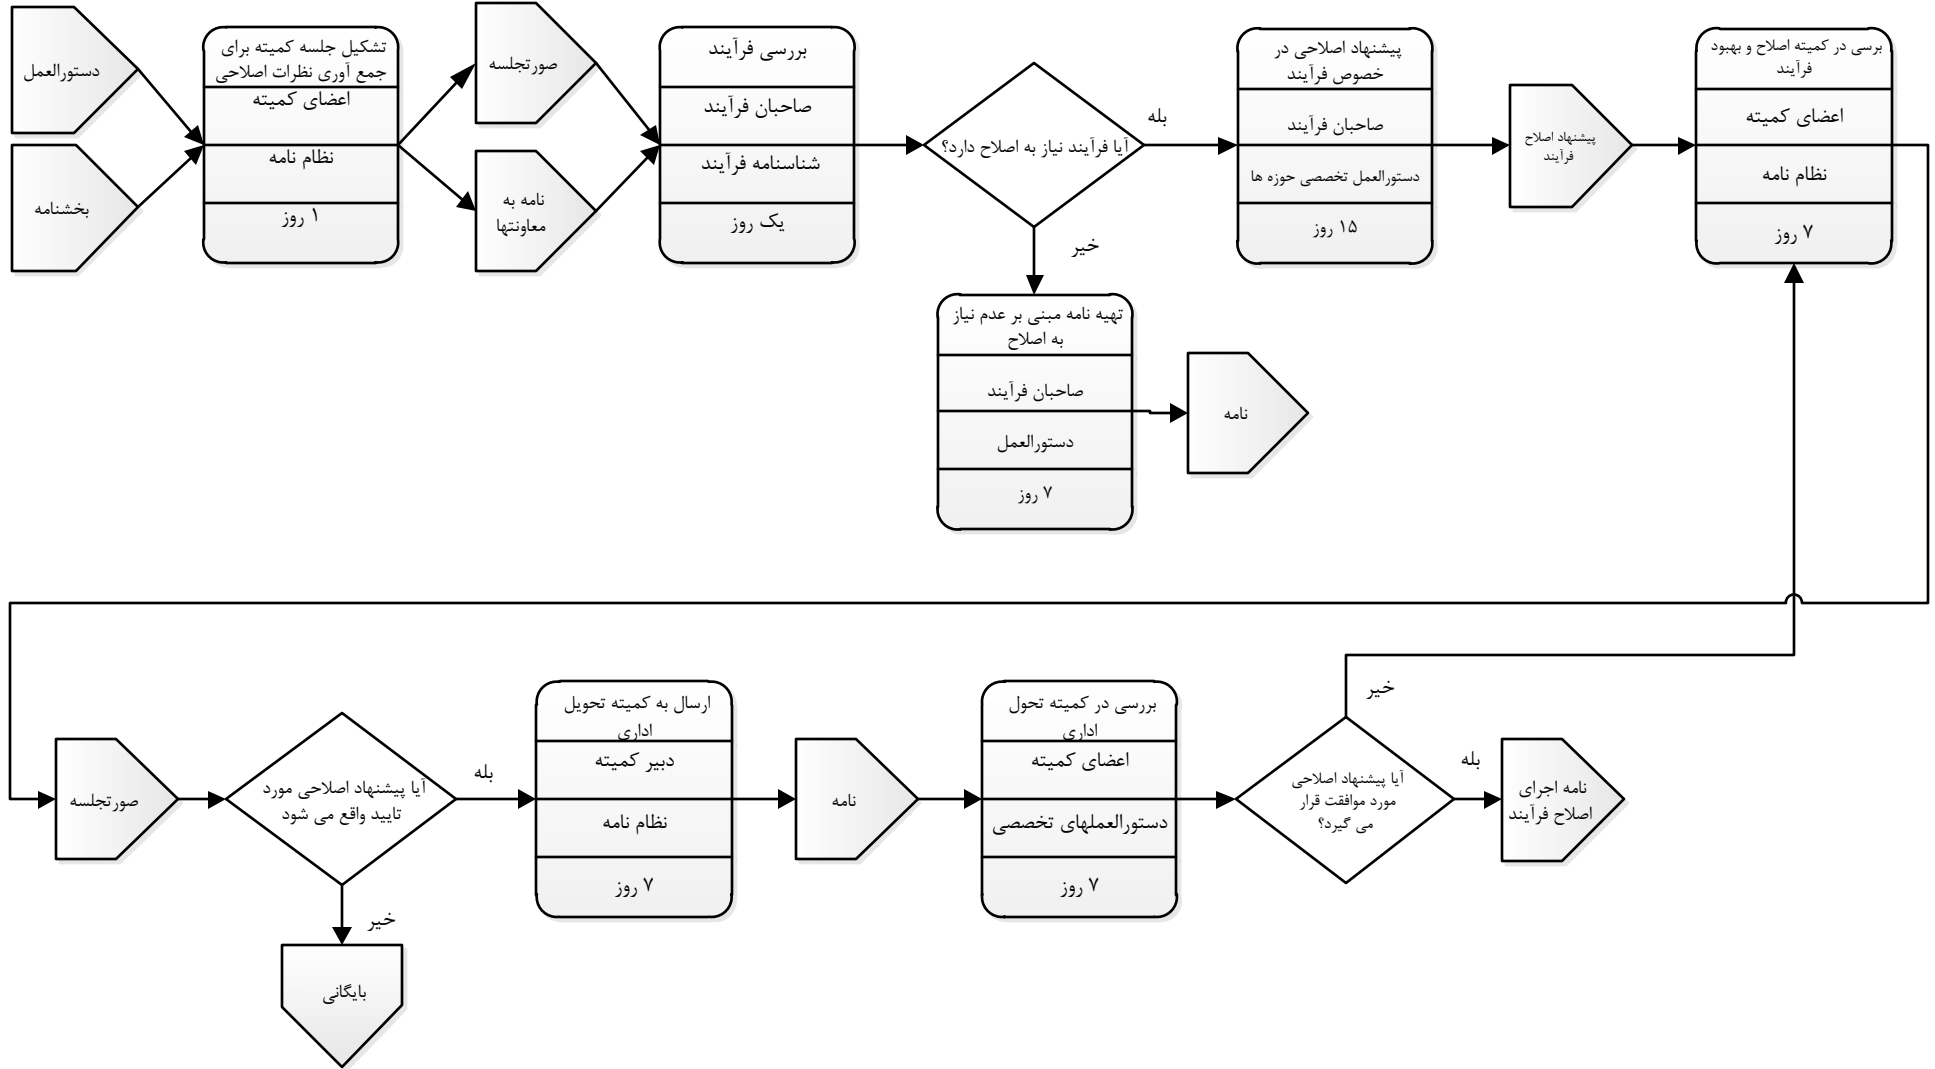 دستورالعمل
بخشنامه
تشکیل جلسه کمیته برای
جمع آوری نظرات اصلاحی
اعضای کمیته
نظام نامه
۱ روز
صورتجلسه
نامه به
معاونتها
بررسی فرآیند
صاحبان فرآیند
شناسنامه فرآیند
یک روز
آیا فرآیند نیاز به اصلاح دارد؟
بله
خیر
تهیه نامه مبنی بر عدم نیاز
به اصلاح
صاحبان فرآیند
دستورالعمل
۷ روز
نامه
پیشنهاد اصلاحی در
خصوص فرآیند
صاحبان فرآیند
دستورالعمل تخصصی حوزه ها
۱۵ روز
پیشنهاد اصلاح
فرآیند
برسی در کمیته اصلاح و بهبود
فرآیند
اعضای کمیته
نظام نامه
۷ روز
صورتجلسه
آیا پیشنهاد اصلاحی مورد
تایید واقع می شود
بله
خیر
بایگانی
ارسال به کمیته تحویل
اداری
دبیر کمیته
نظام نامه
۷ روز
نامه
بررسی در کمیته تحول
اداری
اعضای کمیته
دستورالعملهای تخصصی
۷ روز
آیا پیشنهاد اصلاحی
مورد موافقت قرار
می گیرد؟
خیر
بله
نامه اجرای
اصلاح فرآیند